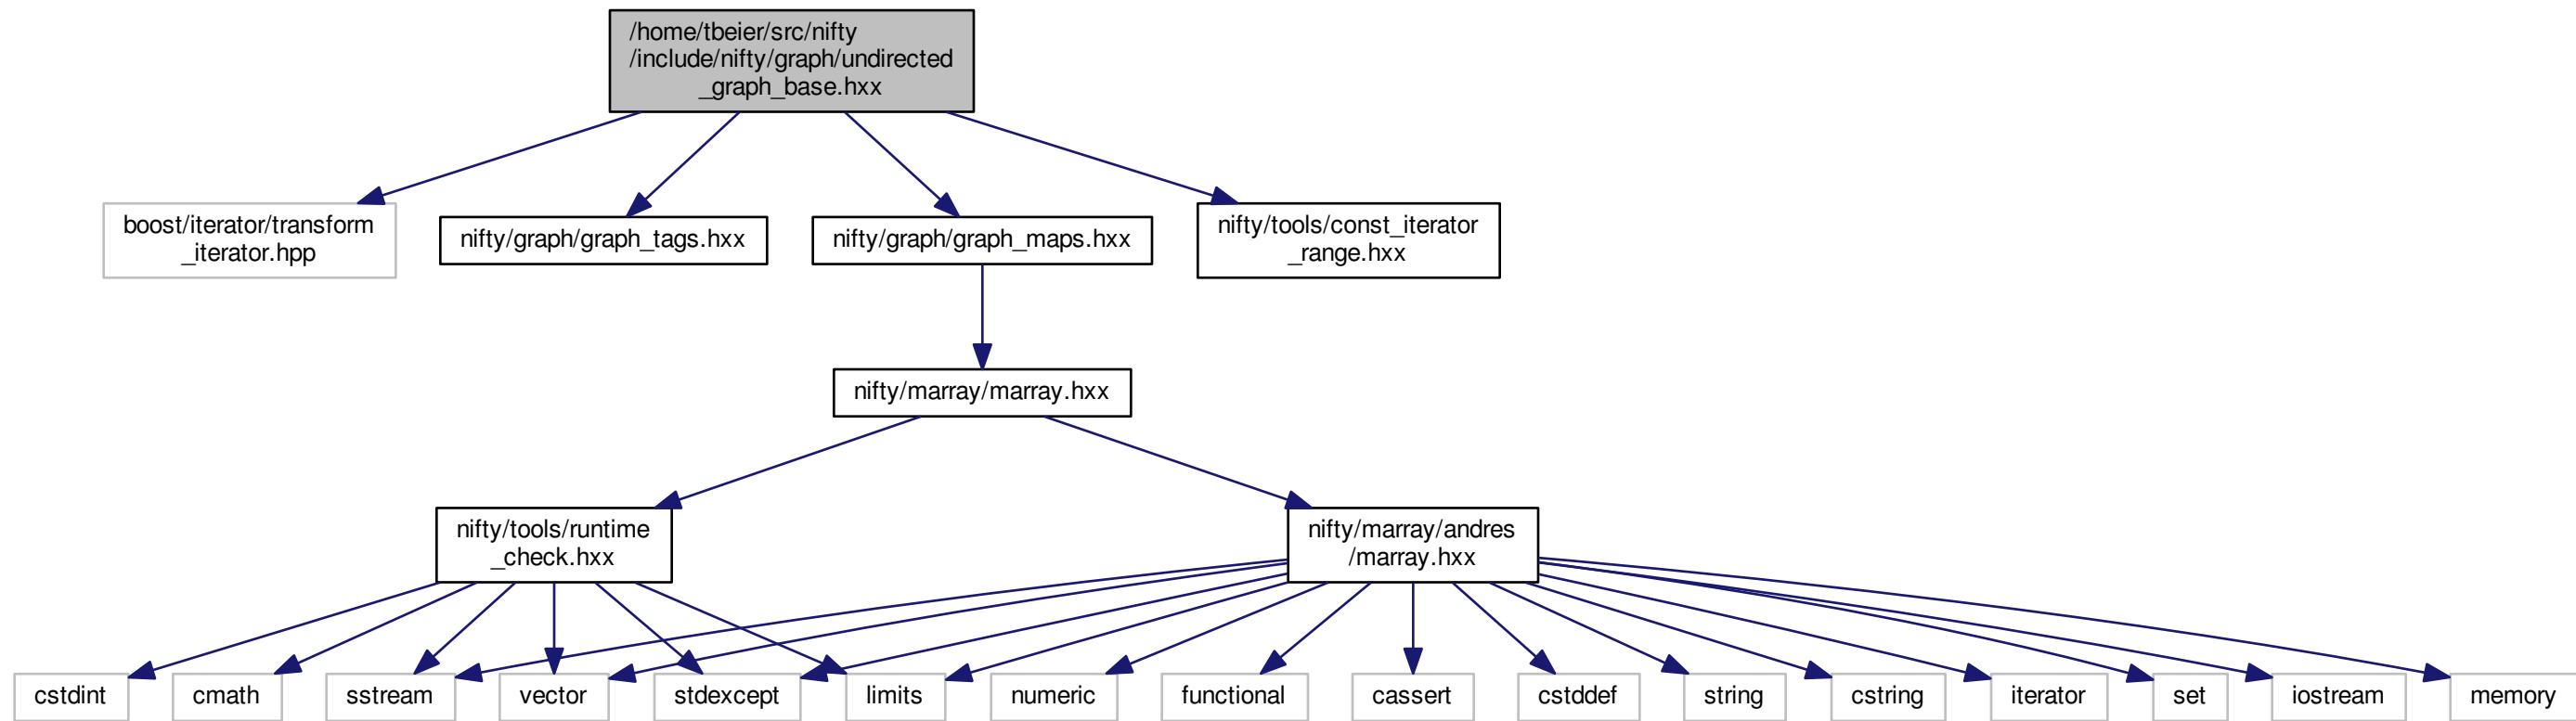 /home/tbeier/src/nifty
/include/nifty/graph/undirected
_graph_base.hxx
boost/iterator/transform
_iterator.hpp
nifty/graph/graph_tags.hxx
nifty/graph/graph_maps.hxx
nifty/tools/const_iterator
_range.hxx
nifty/marray/marray.hxx
nifty/tools/runtime
_check.hxx
nifty/marray/andres
/marray.hxx
cstdint
cmath
sstream
vector
stdexcept
limits
numeric
functional
cassert
cstddef
string
cstring
iterator
set
iostream
memory